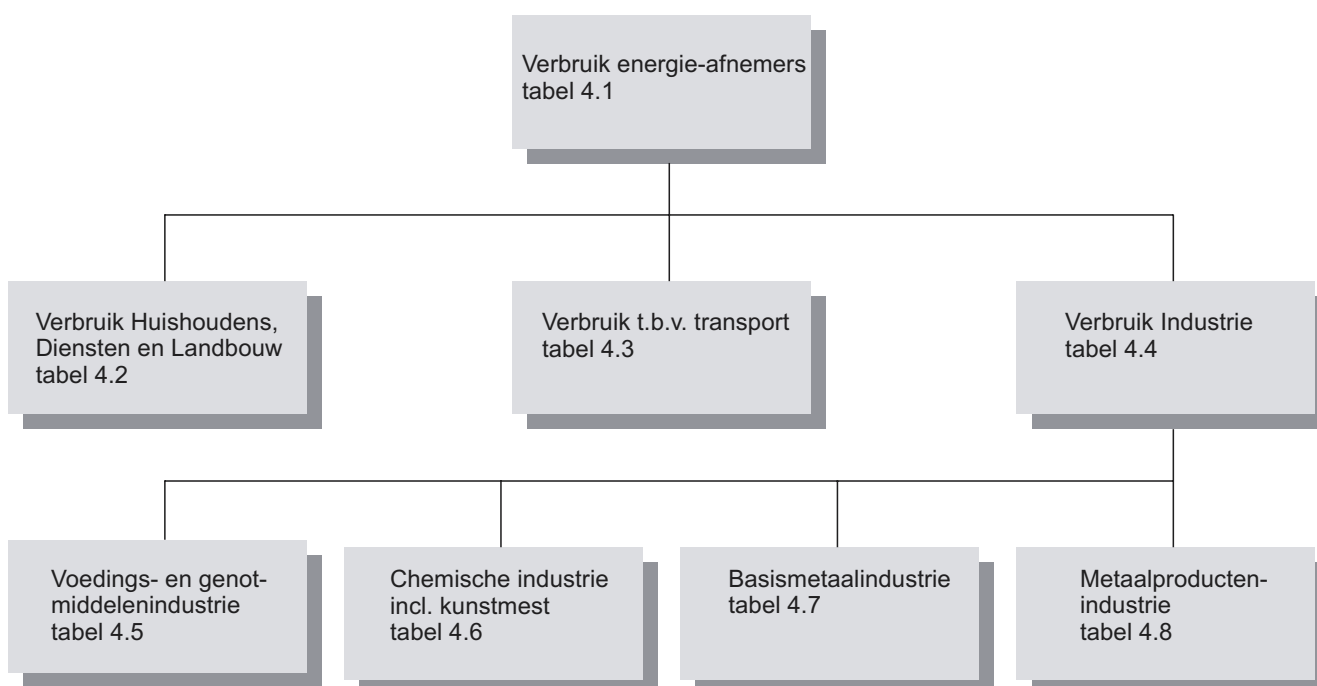 Verbruik energie-afnemers
tabel 4.1
Verbruik Huishoudens,
Diensten en Landbouw
tabel 4.2
Verbruik t.b.v. transport
tabel 4.3
Verbruik Industrie
tabel 4.4
Voedings- en genot-
middelenindustrie
tabel 4.5
Chemische industrie
incl. kunstmest
tabel 4.6
Basismetaalindustrie
tabel 4.7
Metaalproducten-
industrie
tabel 4.8